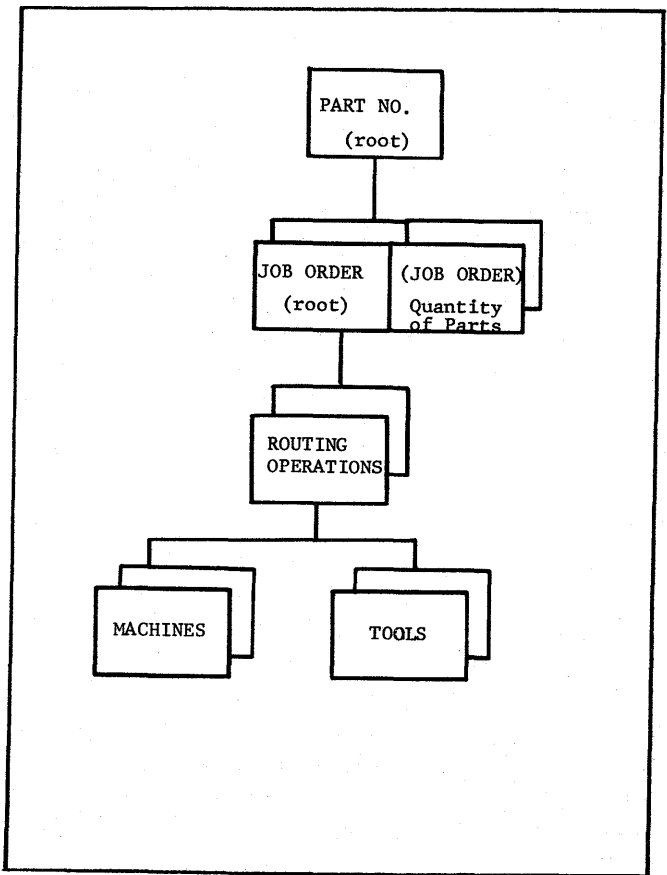 PART NO.
(root)
JOB ORDER
(root)
(JOB ORDER)
Quantity
of Parts
ROUTING
OPERATIONS
MACHINES
TOOLS